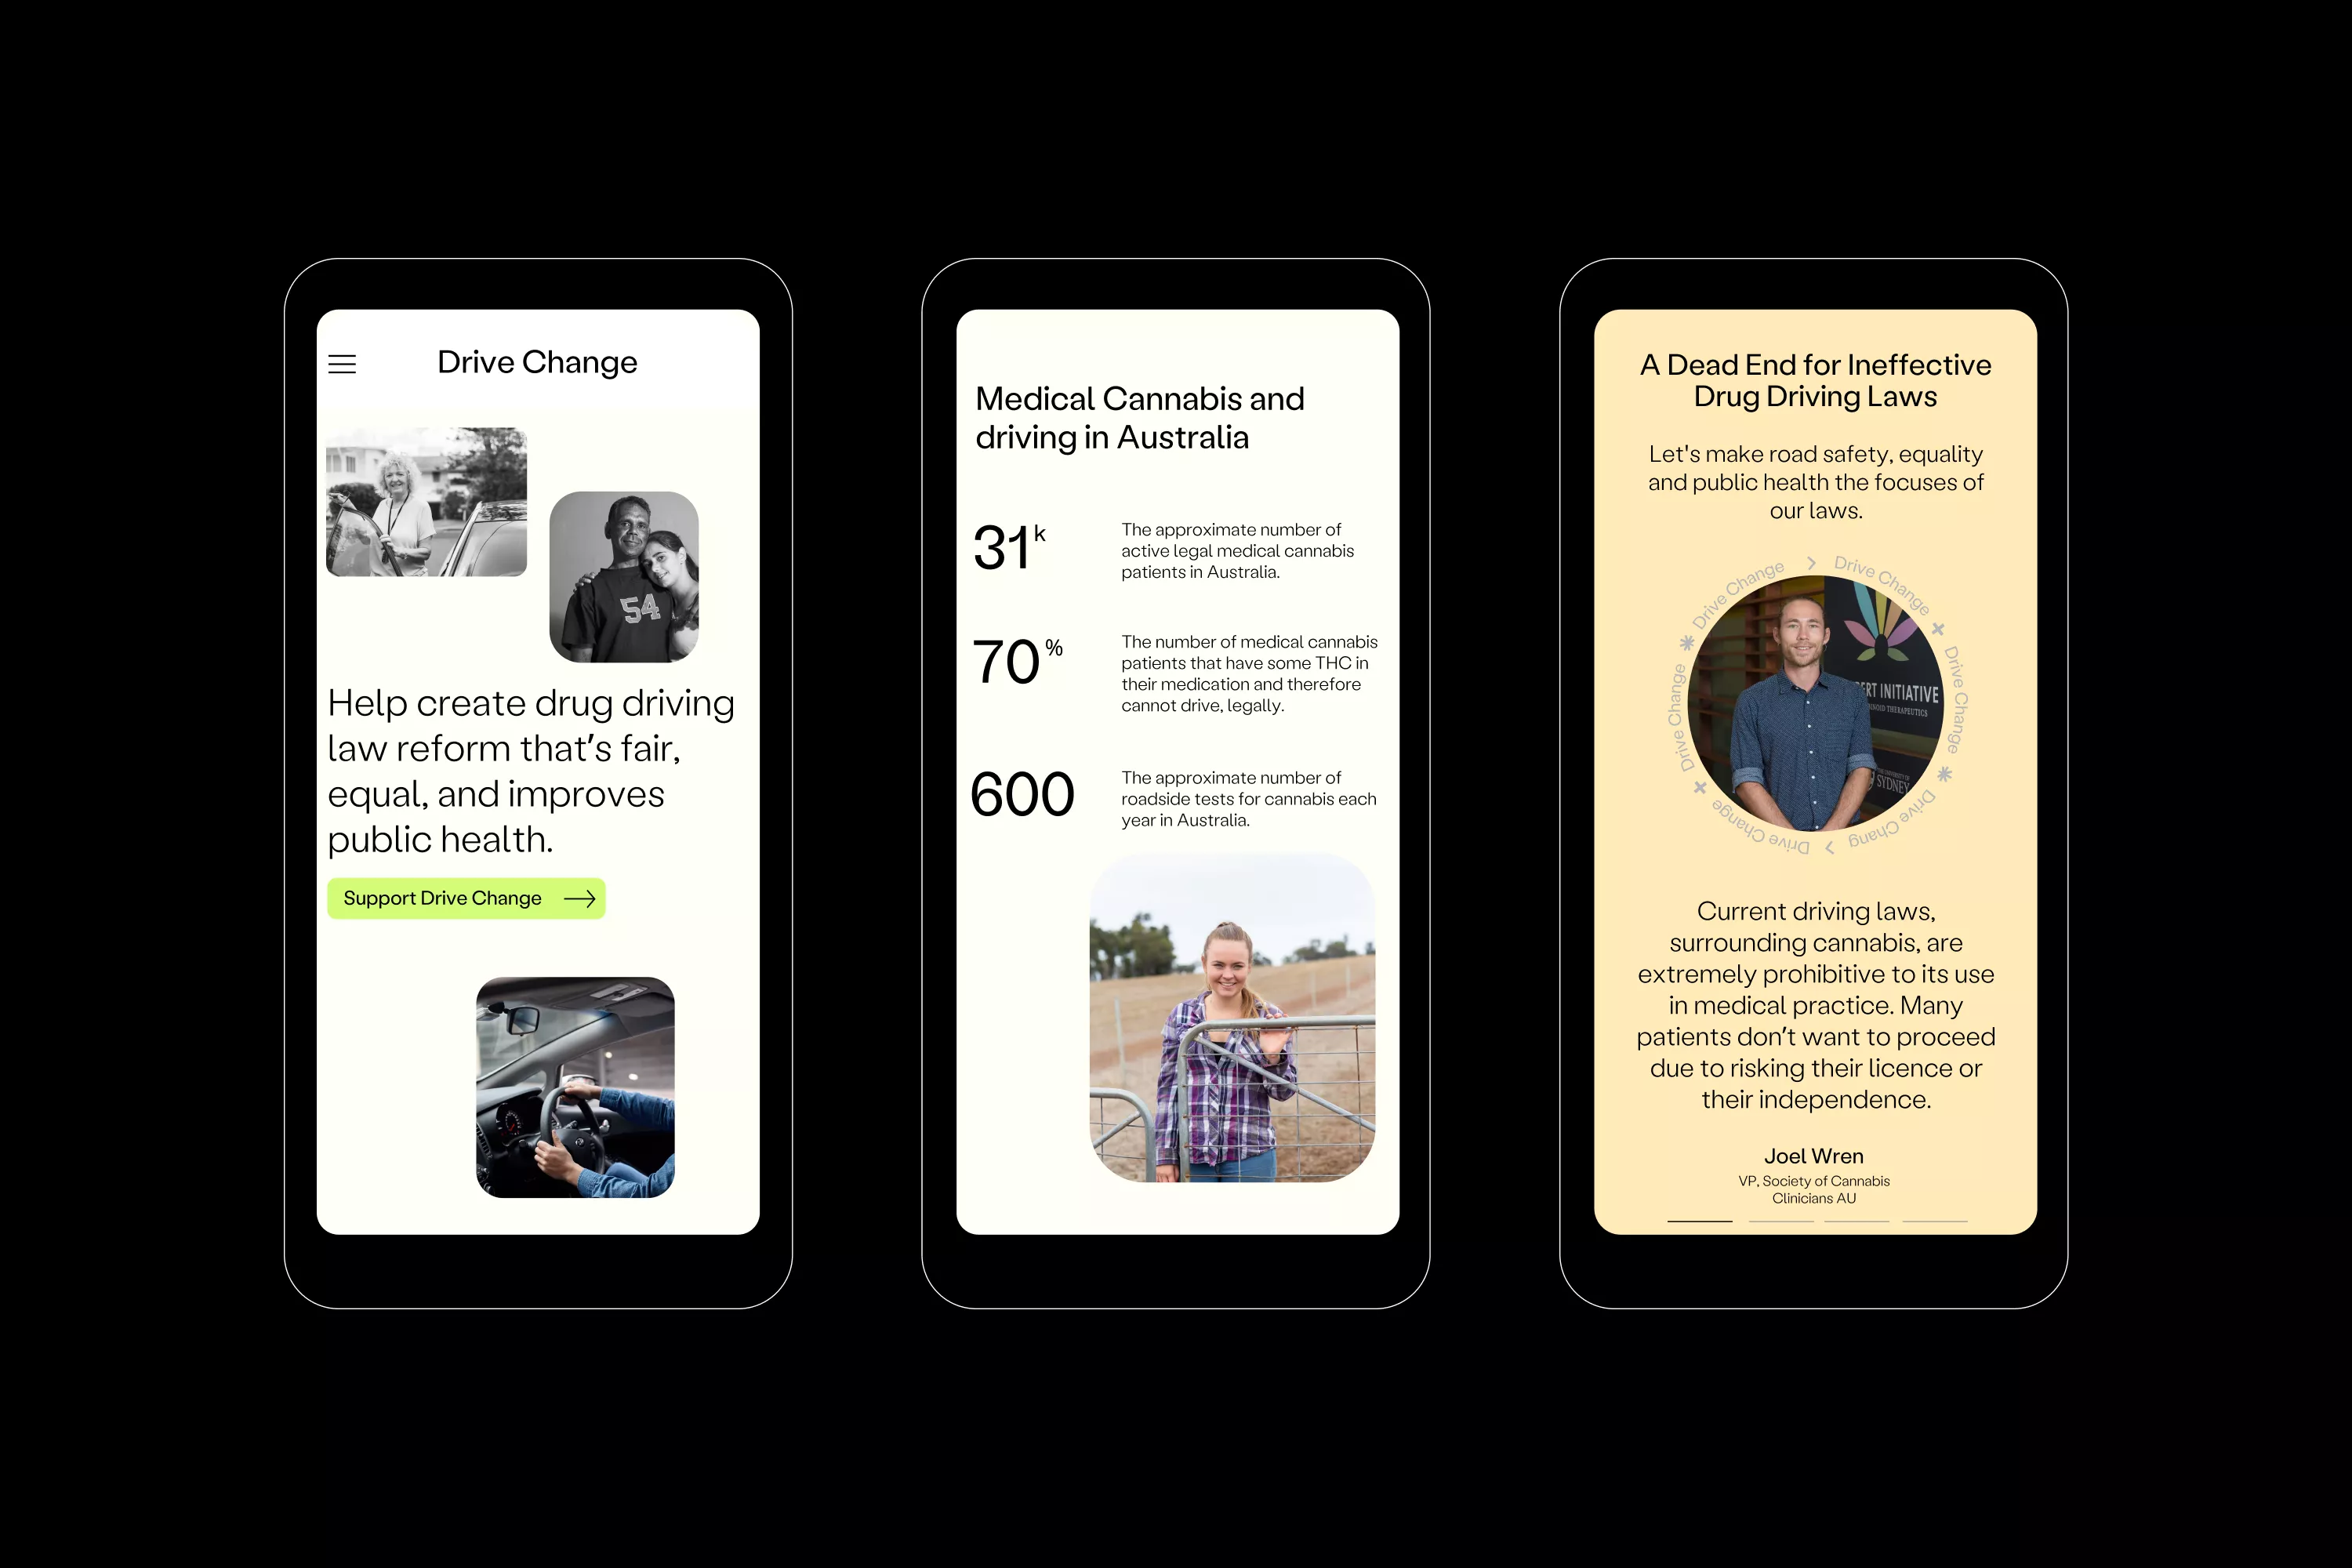 Drive Change
54
Help create drug driving
law reform that's fair,
equal, and improves
public health.
Support Drive Change
Medical Cannabis and
driving in Australia
31k
The approximate number of
active legal medical cannabis
patients in Australia.
70%
The number of medical cannabis
patients that have some THC in
their medication and therefore
cannot drive, legally.
600
The approximate number of
roadside tests for cannabis each
year in Australia.
A Dead End for Ineffective
Drug Driving Laws
Let's make road safety, equality
and public health the focuses of
our laws.
Drive Change > Drive Change × Drive Change * Drive Chang > Drive Change × Drive Change *
INITIATIVE
THERAPEUTICS
SYDNEY
Current driving laws,
surrounding cannabis, are
extremely prohibitive to its use
in medical practice. Many
patients don't want to proceed
due to risking their licence or
their independence.
Joel Wren
VP, Society of Cannabis
Clinicians AU